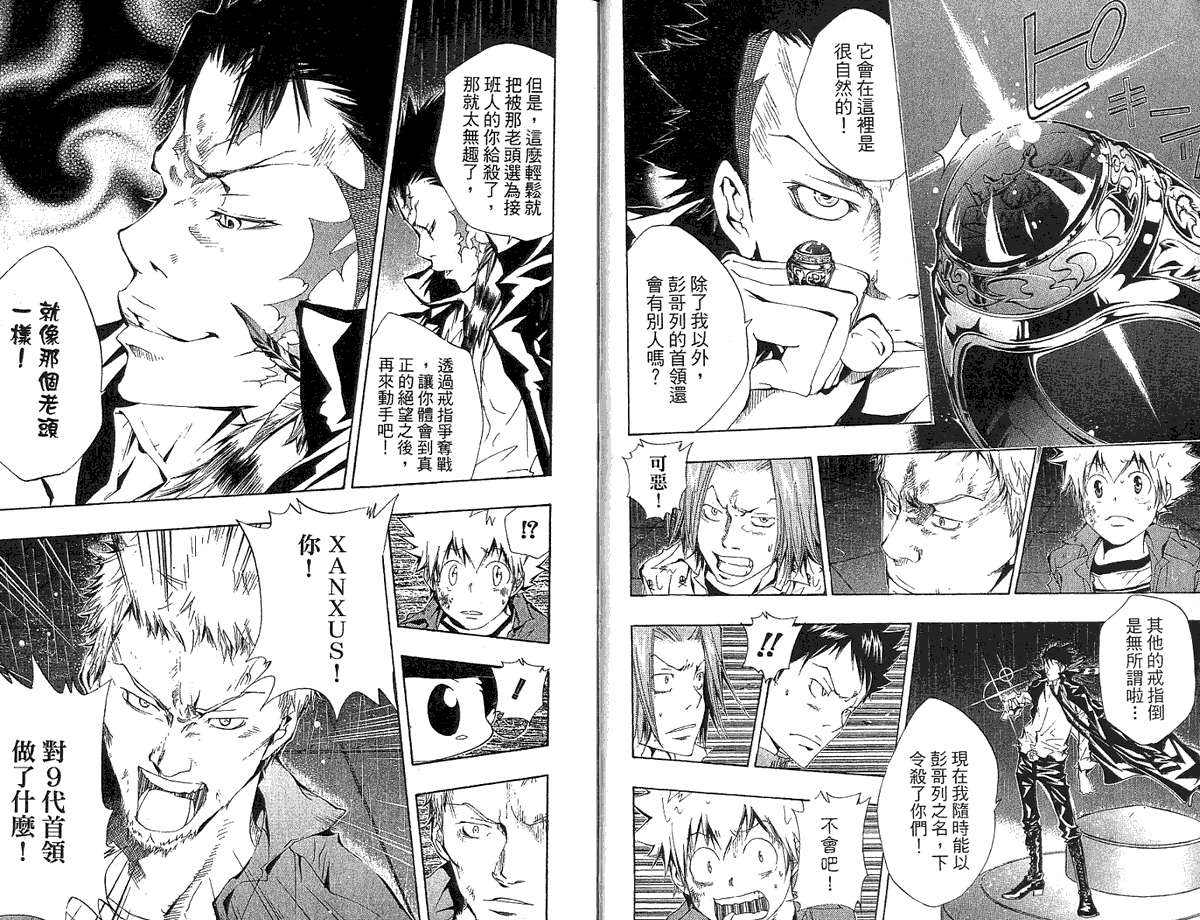 ピキーン
它會在這裡是
很自然的！
除了我以外，
彭哥列的首領還
會有別人嗎？
可惡！
其他的戒指倒
是無所謂啦…
現在我隨時能以
彭哥列之名，下
令殺了你們！
!!
不會吧！
但是，這麼輕鬆就
把被那老頭選為接
班人的你給殺了，
那就太無趣了，
透過戒指爭奪戰
，讓你體會到真
正的絕望之後，
再來動手吧！
就像那個老頭
一樣！
!?
!
XANXUS！
你！
對9代首領
做了什麼！